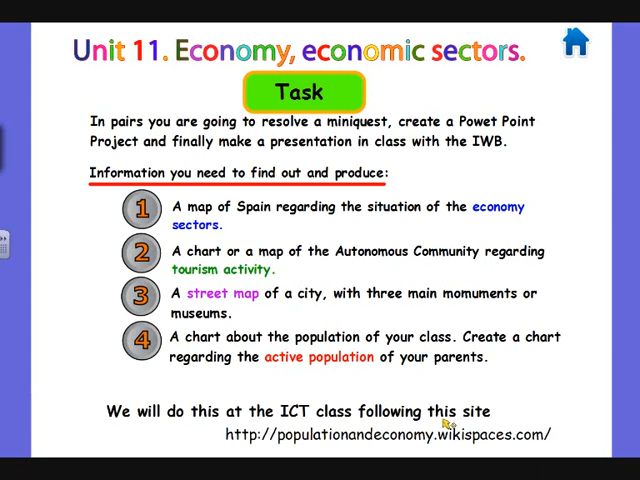 Unit 11. Economy, economic sectors.
Task
In pairs you are going to resolve a miniquest, create a Powet Point
Project and finally make a presentation in class with the IWB.
Information you need to find out and produce:
1 A map of Spain regarding the situation of the economy
sectors.
2 A chart or a map of the Autonomous Community regarding
tourism activity.
3 A street map of a city, with three main momuments or
museums.
4 A chart about the population of your class. Create a chart
regarding the active population of your parents.
We will do this at the ICT class following this site
http://populationandeconomy.wikispaces.com/